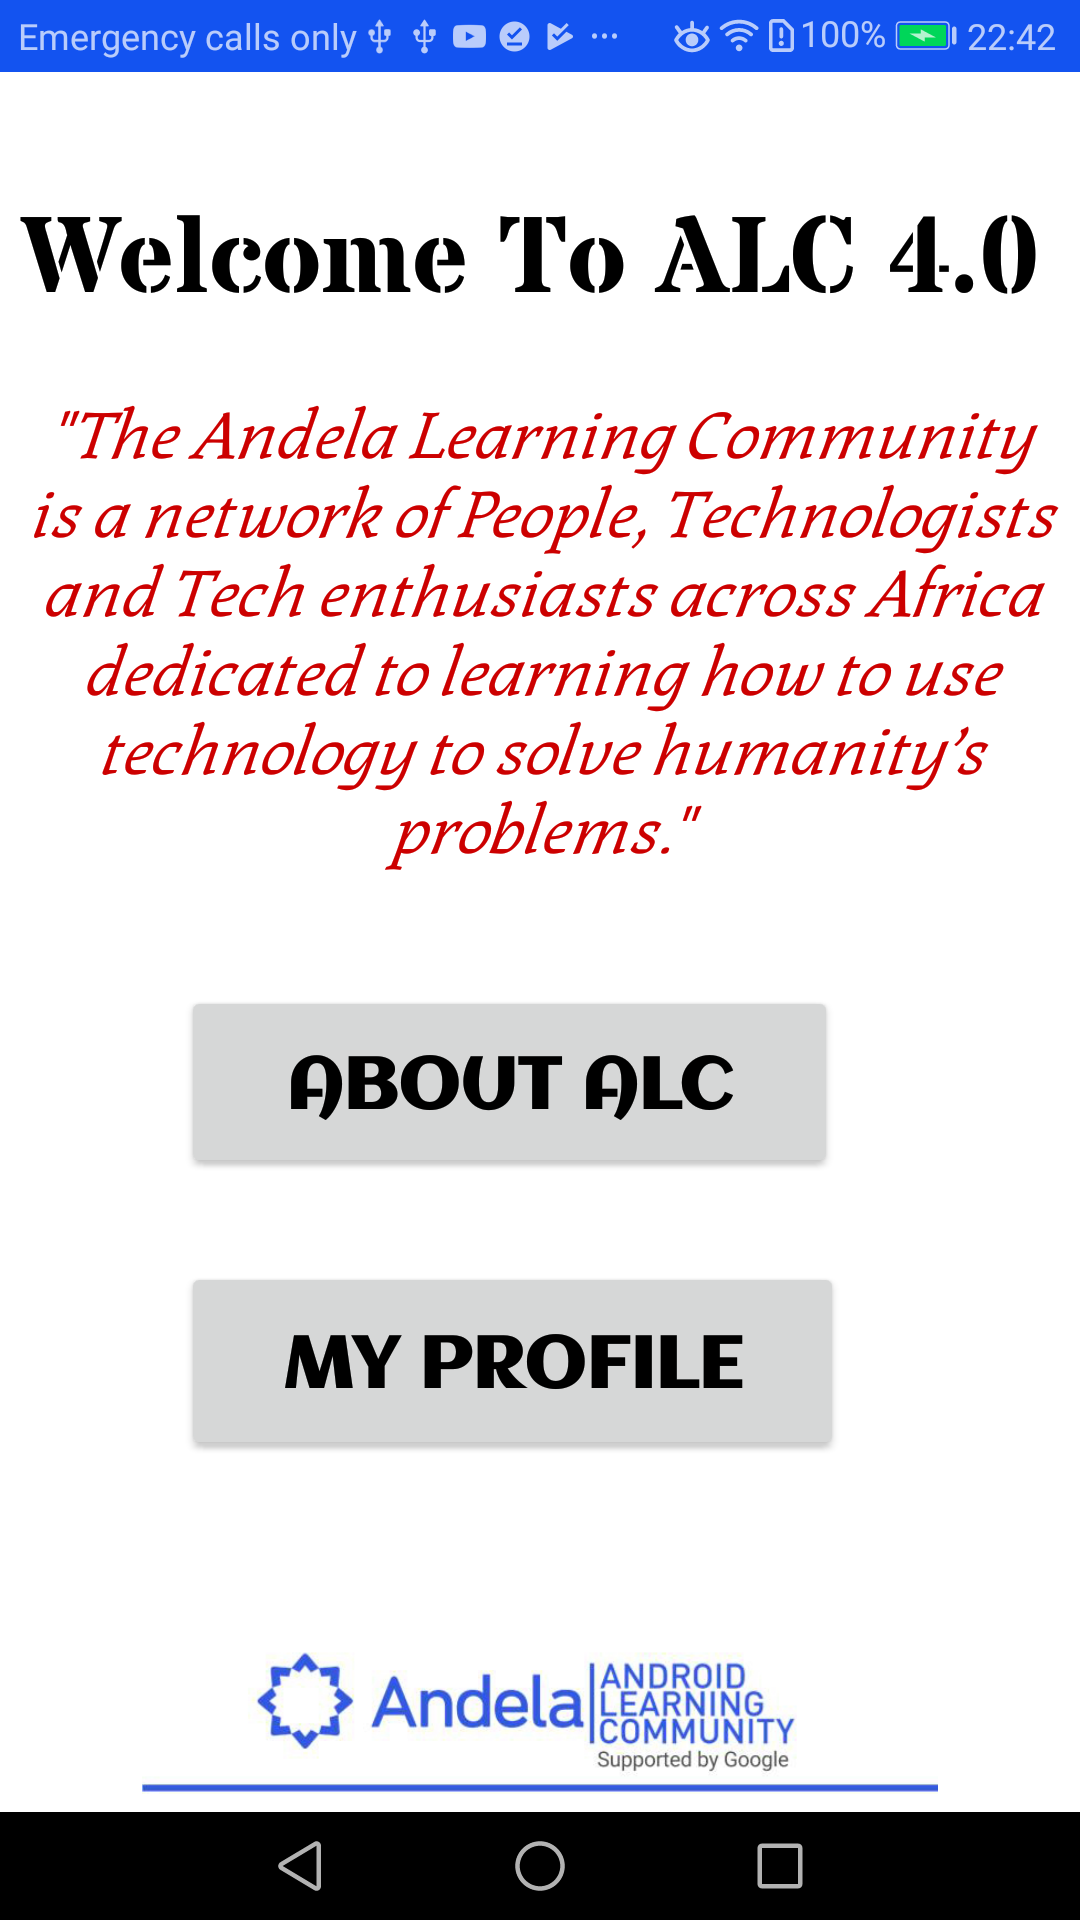 Emergency calls only 100% 22:42
Welcome To ALC 4.0
"The Andela Learning Community
is a network of People, Technologists
and Tech enthusiasts across Africa
dedicated to learning how to use
technology to solve humanity’s
problems."
ABOUT ALC
MY PROFILE
Andela
ANDROID
LEARNING
COMMUNITY
Supported by Google